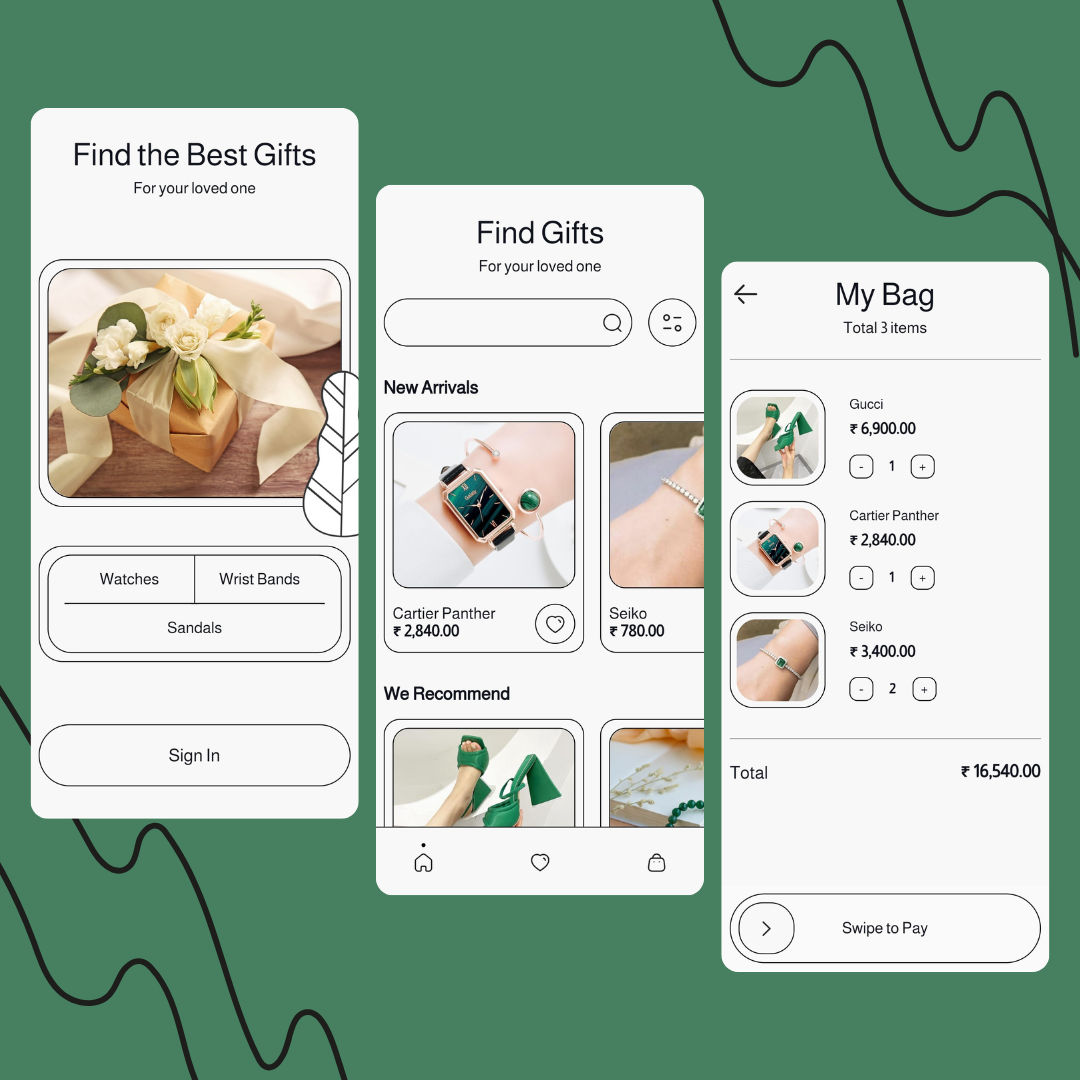 Find the Best Gifts
For your loved one
Watches
Wrist Bands
Sandals
Sign In
Find Gifts
For your loved one
New Arrivals
Cartier Panther
₹ 2,840.00
Seiko
₹ 780.00
We Recommend
My Bag
Total 3 items
Gucci
₹ 6,900.00
- 1 +
Cartier Panther
₹ 2,840.00
- 1 +
Seiko
₹ 3,400.00
- 2 +
Total ₹ 16,540.00
Swipe to Pay